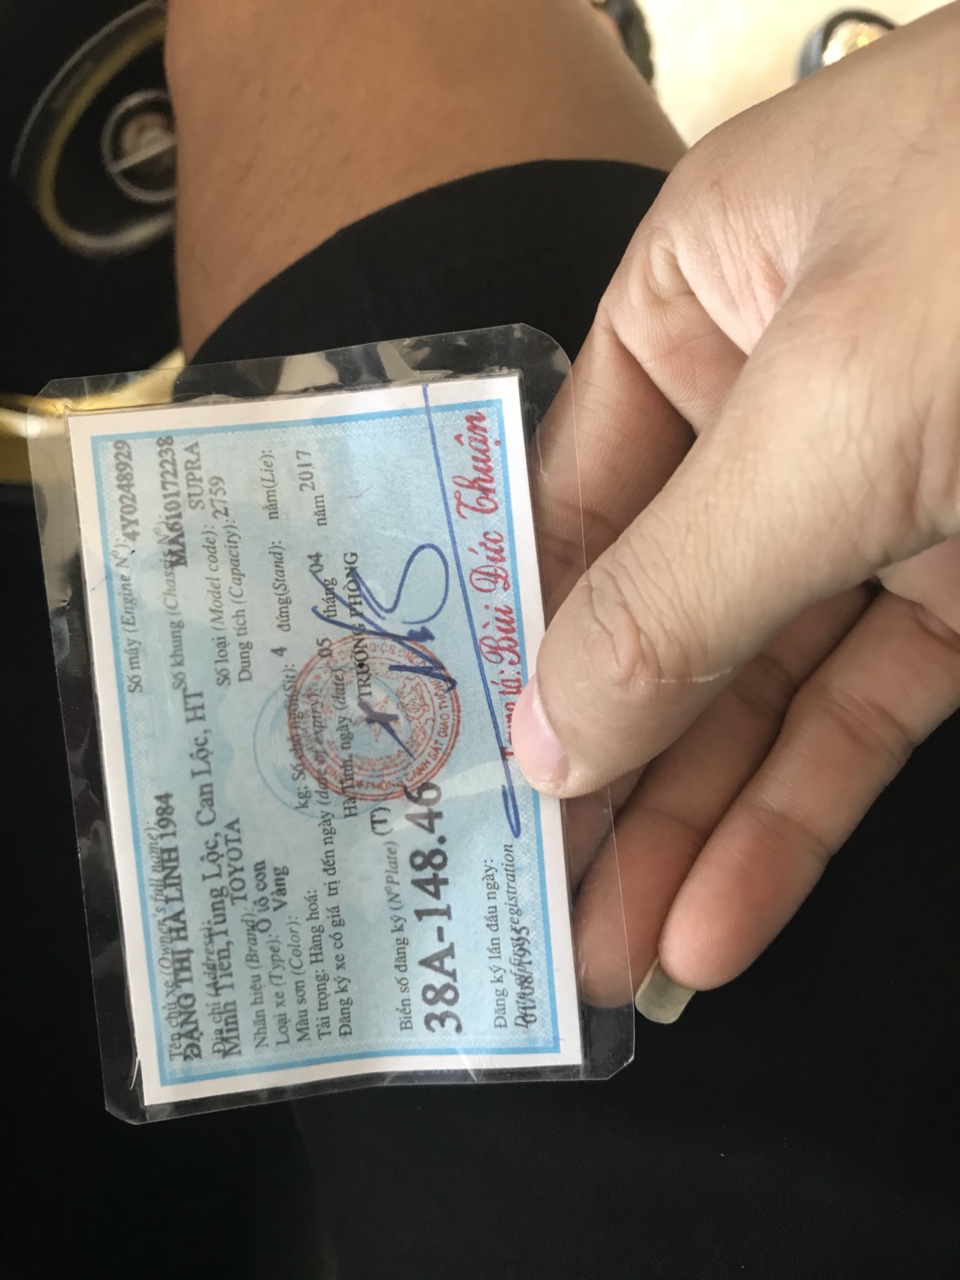 Tên chủ xe (Owner's full name):
ĐẶNG THỊ HÀ LINH 1984
Địa chỉ (Address):
Minh Tiến, Tùng Lộc, Can Lộc, HT
Nhãn hiệu (Brand): TOYOTA
Loại xe (Type): Ô tô con
Màu sơn (Color): Vàng
Tải trọng: Hàng hoá: kg; Số chỗ ngồi(Sit): 4 đứng(Stand): nằm(Lie):
Đăng ký xe có giá trị đến ngày (date of expiry)
Số máy (Engine Nº): 4Y0248929
Số khung (Chassis Nº): MA610172238
Số loại (Model code): SUPRA
Dung tích (Capacity): 2759
Hà Tĩnh, ngày (date) 05 tháng 04 năm 2017
TRƯỞNG PHÒNG
Biển số đăng ký (Nº Plate) (T)
38A-148.46
Đăng ký lần đầu ngày:
Date of first registration
01/08/1995
tá: Bùi Đức Thuận